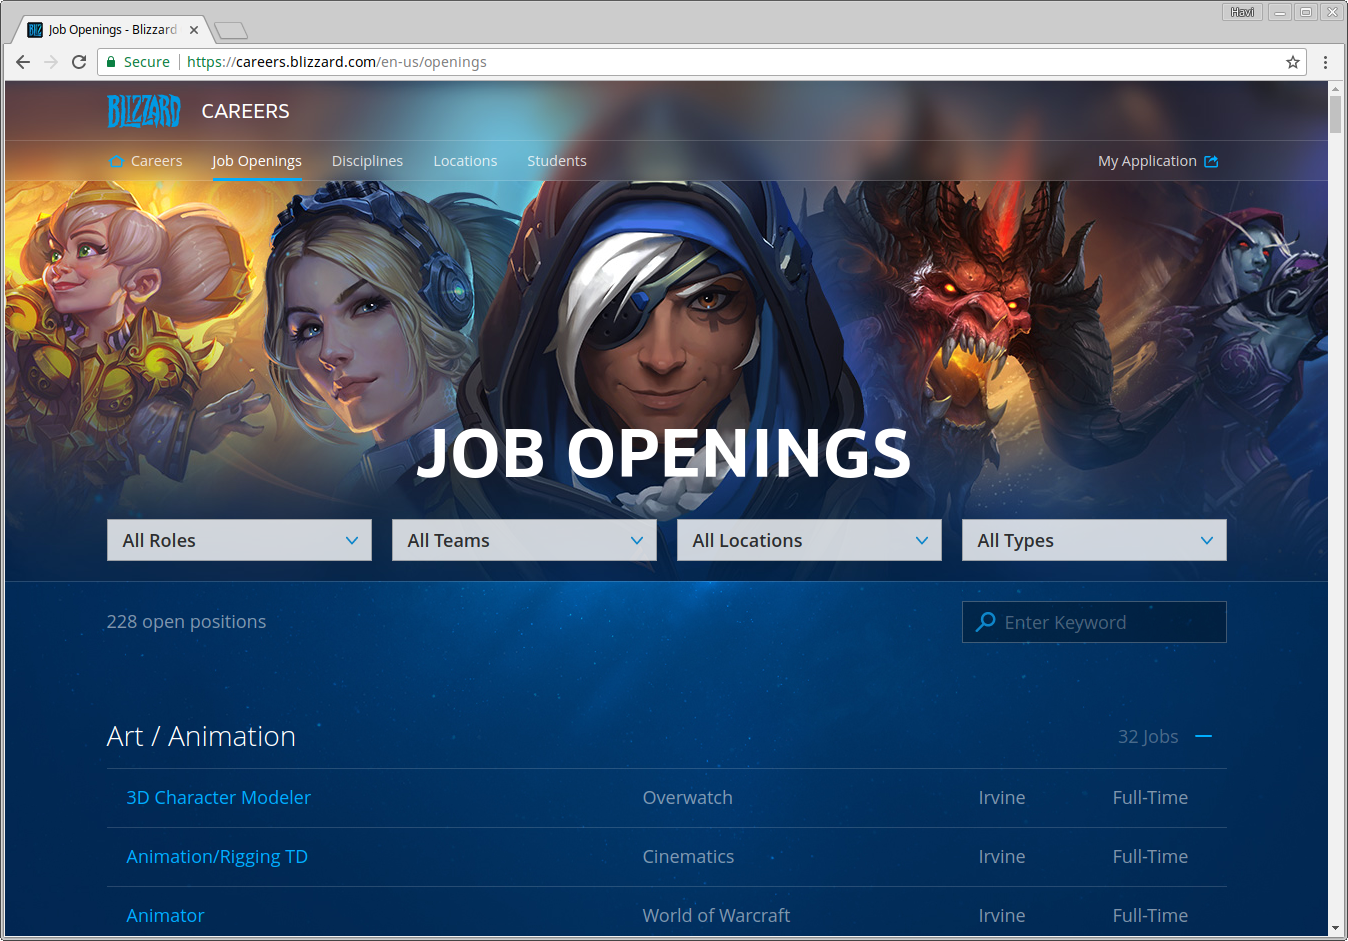 Havi
Job Openings - Blizzard
Secure
https://careers.blizzard.com/en-us/openings
BLIZZARD CAREERS
Careers Job Openings Disciplines Locations Students My Application
JOB OPENINGS
All Roles All Teams All Locations All Types
228 open positions Enter Keyword
Art / Animation 32 Jobs
3D Character Modeler Overwatch Irvine Full-Time
Animation/Rigging TD Cinematics Irvine Full-Time
Animator World of Warcraft Irvine Full-Time